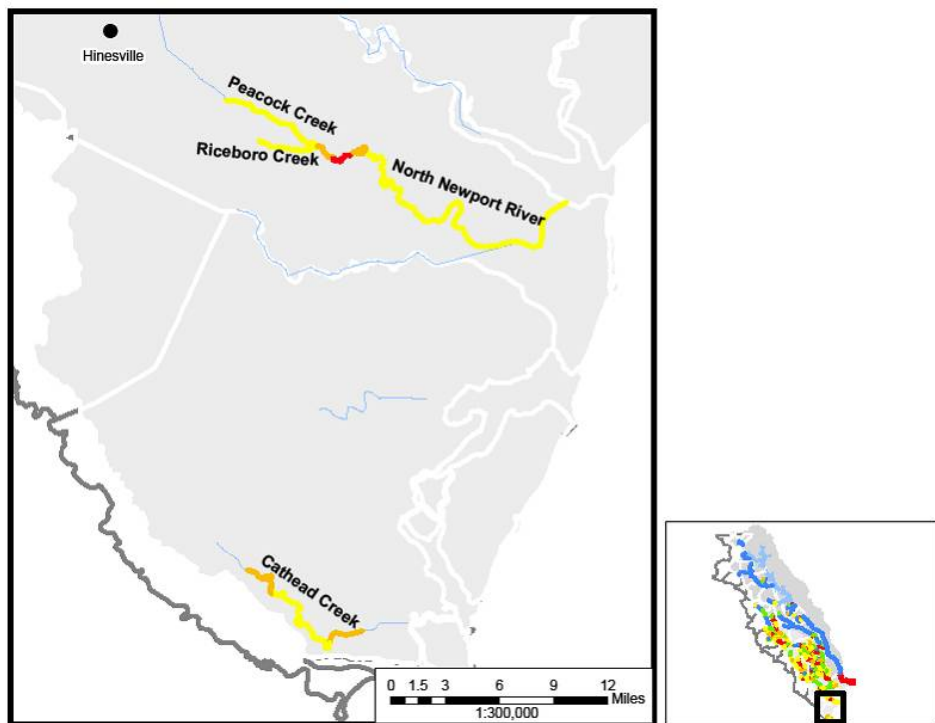 Hinesville
Peacock Creek
Riceboro Creek
North Newport River
Cathead Creek
0 1.5 3 6 9 12
Miles
1:300,000